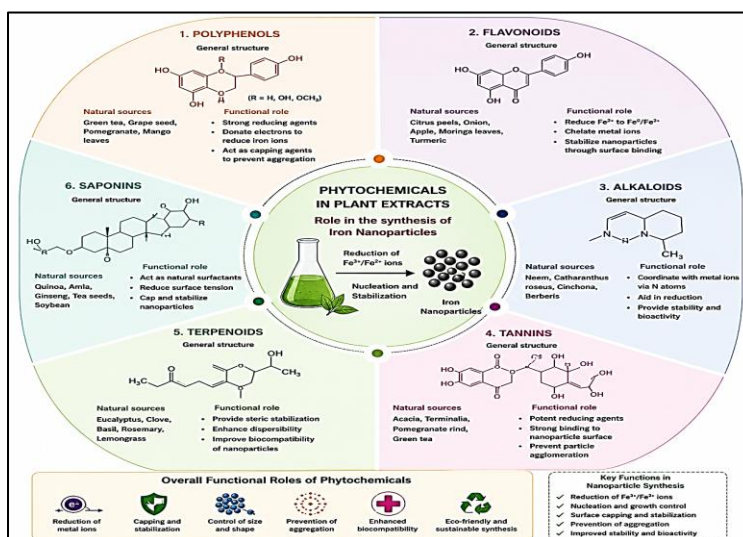 1. POLYPHENOLS
General structure
(R = H, OH, OCH₃)
Natural sources
Green tea, Grape seed,
Pomegranate, Mango
leaves
Functional role
• Strong reducing agents
• Donate electrons to
reduce iron ions
• Act as capping agents
to prevent aggregation
2. FLAVONOIDS
General structure
Natural sources
Citrus peels, Onion,
Apple, Moringa leaves,
Turmeric
Functional role
• Reduce Fe³⁺ to Fe⁰/Fe²⁺
• Chelate metal ions
• Stabilize nanoparticles
through surface binding
3. ALKALOIDS
General structure
Natural sources
Neem, Catharanthus
roseus, Cinchona,
Berberis
Functional role
• Coordinate with metal ions
via N atoms
• Aid in reduction
• Provide stability and
bioactivity
4. TANNINS
General structure
Natural sources
Acacia, Terminalia,
Pomegranate rind,
Green tea
Functional role
• Potent reducing agents
• Strong binding to
nanoparticle surface
• Prevent particle
agglomeration
5. TERPENOIDS
General structure
Natural sources
Eucalyptus, Clove,
Basil, Rosemary,
Lemongrass
Functional role
• Provide steric stabilization
• Enhance dispersibility
• Improve biocompatibility
of nanoparticles
6. SAPONINS
General structure
Natural sources
Quinoa, Amla,
Ginseng, Tea seeds,
Soybean
Functional role
• Act as natural surfactants
• Reduce surface tension
• Cap and stabilize
nanoparticles
PHYTOCHEMICALS
IN PLANT EXTRACTS
Role in the synthesis of
Iron Nanoparticles
Reduction of
Fe³⁺/Fe²⁺ ions
Nucleation and
Stabilization
Iron
Nanoparticles
Overall Functional Roles of Phytochemicals
e⁻
Reduction of
metal ions
Capping and
stabilization
Control of size
and shape
Prevention of
aggregation
Enhanced
biocompatibility
Eco-friendly and
sustainable synthesis
Key Functions in
Nanoparticle Synthesis
✓ Reduction of Fe³⁺/Fe²⁺ ions
✓ Nucleation and growth control
✓ Surface capping and stabilization
✓ Prevention of aggregation
✓ Improved stability and bioactivity